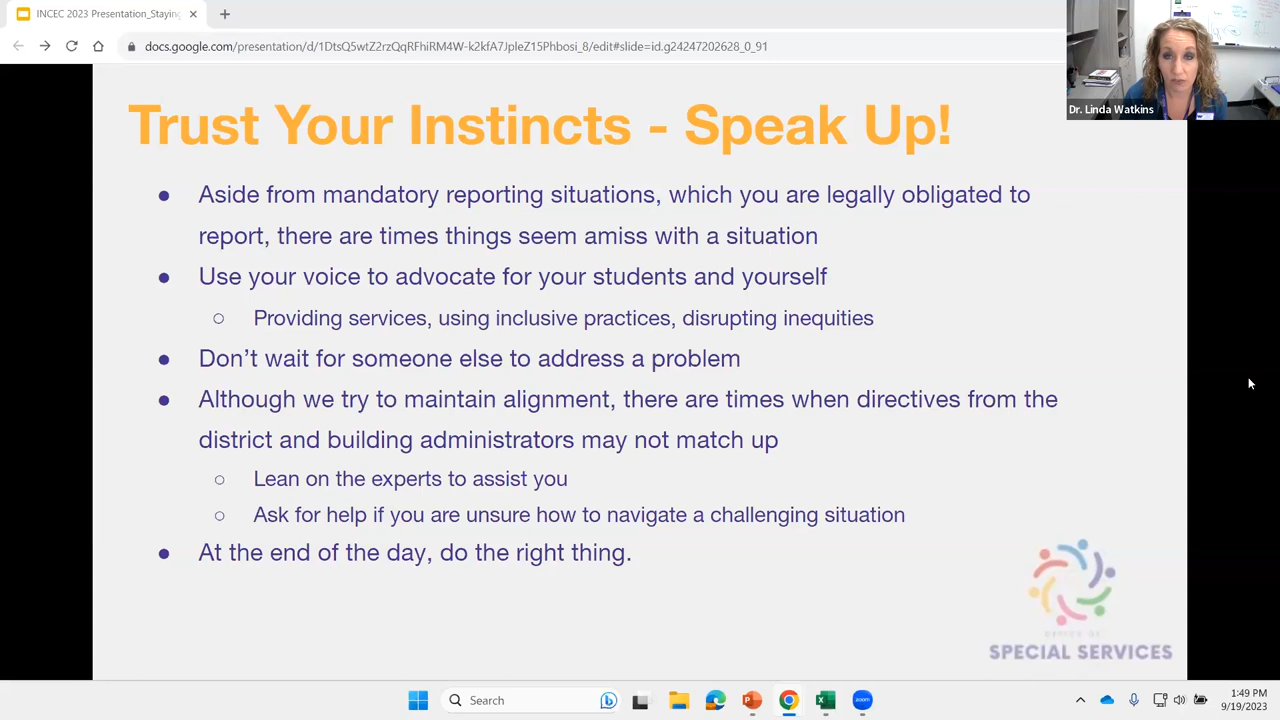 INCEC 2023 Presentation_Staying
docs.google.com/presentation/d/1DtsQ5wtZ2rzQqRFhiRM4W-k2kfA7JpleZ15Phbosi_8/edit#slide=id.g24247202628_0_91
Dr. Linda Watkins
Trust Your Instincts - Speak Up!
● Aside from mandatory reporting situations, which you are legally obligated to
report, there are times things seem amiss with a situation
● Use your voice to advocate for your students and yourself
○ Providing services, using inclusive practices, disrupting inequities
● Don’t wait for someone else to address a problem
● Although we try to maintain alignment, there are times when directives from the
district and building administrators may not match up
○ Lean on the experts to assist you
○ Ask for help if you are unsure how to navigate a challenging situation
● At the end of the day, do the right thing.
OFFICE OF
SPECIAL SERVICES
Search
zoom
1:49 PM
9/19/2023